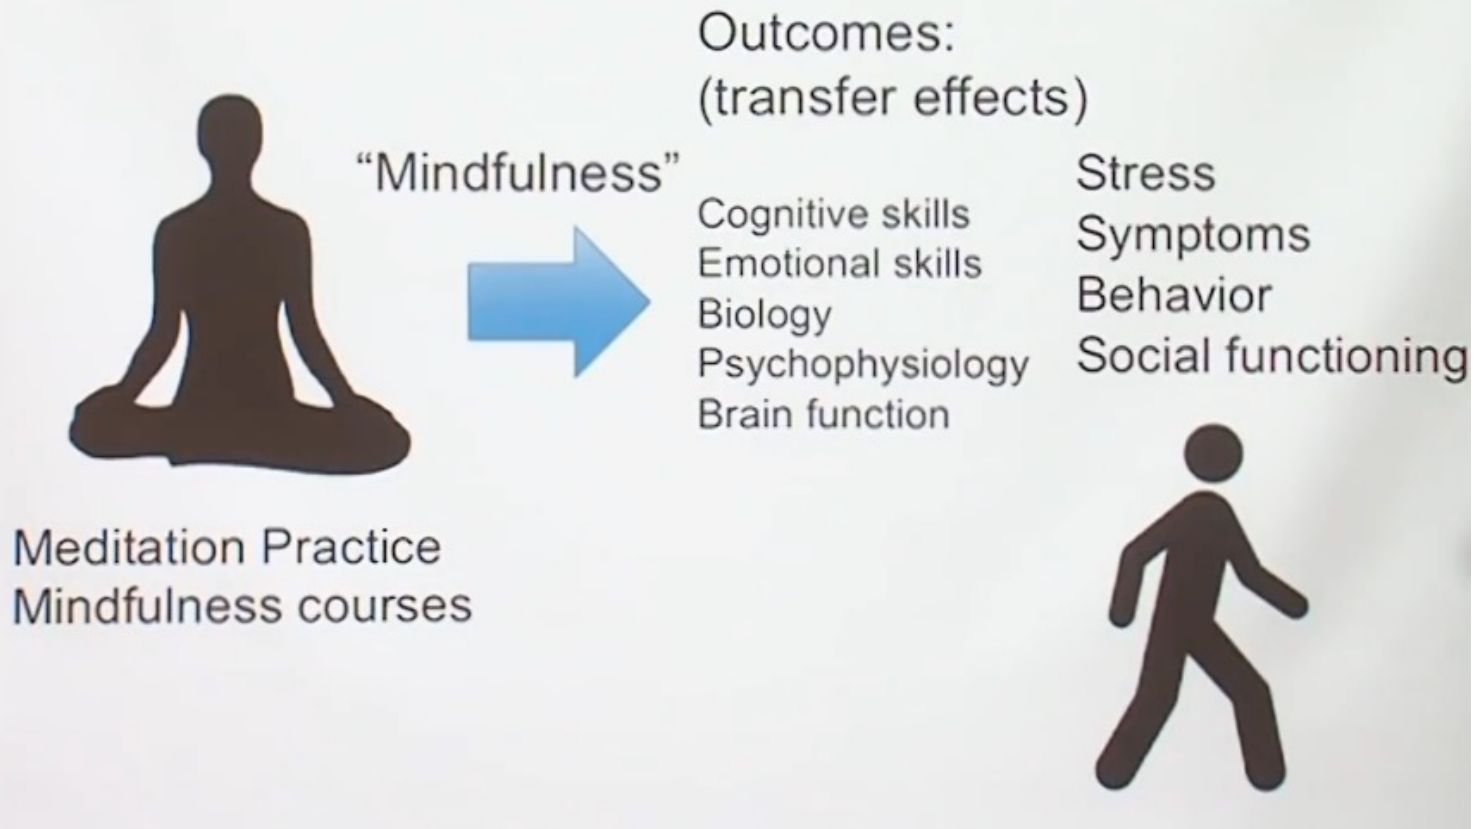 Outcomes:
(transfer effects)
“Mindfulness”
Cognitive skills
Emotional skills
Biology
Psychophysiology
Brain function
Stress
Symptoms
Behavior
Social functioning
Meditation Practice
Mindfulness courses